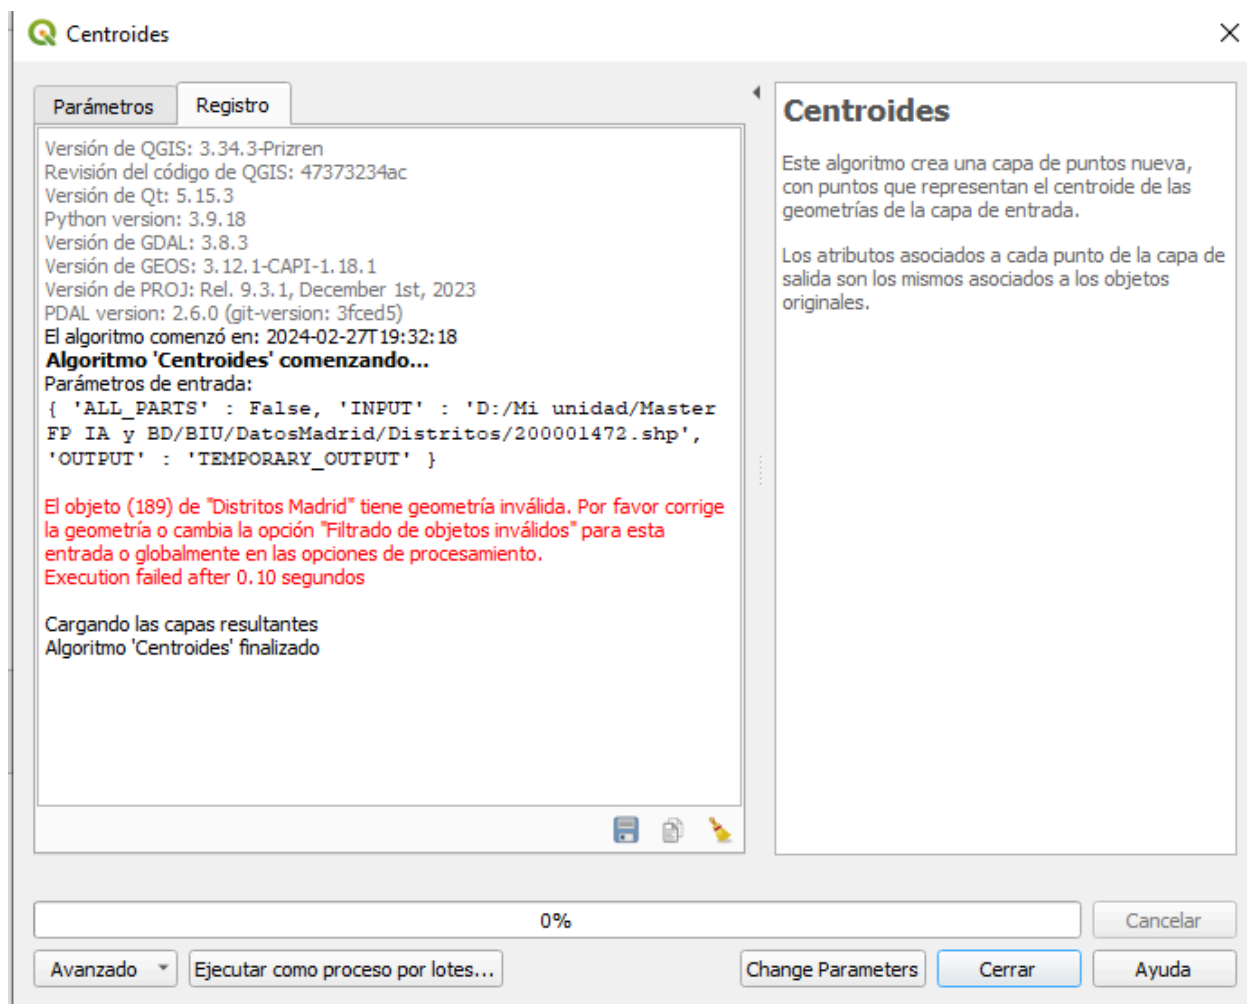 Centroides
Parámetros
Registro
Versión de QGIS: 3.34.3-Prizren
Revisión del código de QGIS: 47373234ac
Versión de Qt: 5.15.3
Python version: 3.9.18
Versión de GDAL: 3.8.3
Versión de GEOS: 3.12.1-CAPI-1.18.1
Versión de PROJ: Rel. 9.3.1, December 1st, 2023
PDAL version: 2.6.0 (git-version: 3fced5)
El algoritmo comenzó en: 2024-02-27T19:32:18
Algoritmo 'Centroides' comenzando…
Parámetros de entrada:
{ 'ALL_PARTS' : False, 'INPUT' : 'D:/Mi unidad/Master
FP IA y BD/BIU/DatosMadrid/Distritos/200001472.shp',
'OUTPUT' : 'TEMPORARY_OUTPUT' }
El objeto (189) de "Distritos Madrid" tiene geometría inválida. Por favor corrige
la geometría o cambia la opción "Filtrado de objetos inválidos" para esta
entrada o globalmente en las opciones de procesamiento.
Execution failed after 0.10 segundos
Cargando las capas resultantes
Algoritmo 'Centroides' finalizado
Centroides
Este algoritmo crea una capa de puntos nueva,
con puntos que representan el centroide de las
geometrías de la capa de entrada.
Los atributos asociados a cada punto de la capa de
salida son los mismos asociados a los objetos
originales.
0%
Cancelar
Avanzado
Ejecutar como proceso por lotes...
Change Parameters
Cerrar
Ayuda